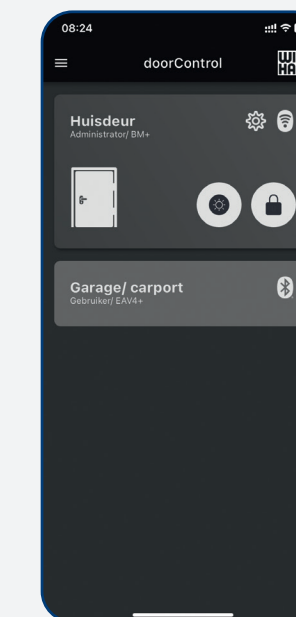 08:24
doorControl
Huisdeur
Administrator/ BM+
Garage/ carport
Gebruiker/ EAV4+